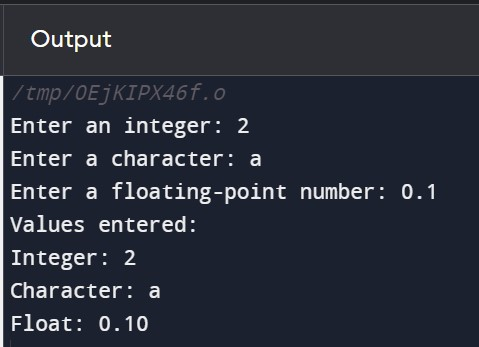 Output
/tmp/OEjKIPX46f.o
Enter an integer: 2
Enter a character: a
Enter a floating-point number: 0.1
Values entered:
Integer: 2
Character: a
Float: 0.10